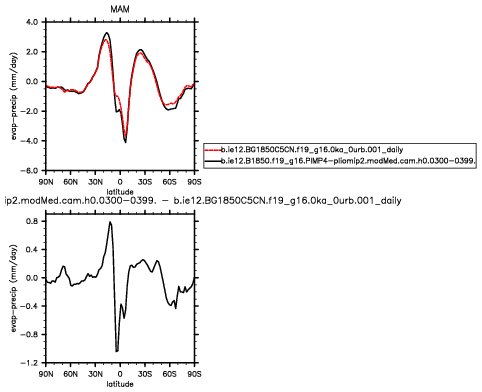 MAM
4.0
2.0
0.0
-2.0
-4.0
-6.0
evap-precip (mm/day)
90N 60N 30N 0 30S 60S 90S
latitude
b.ie12.BG1850C5CN.f19_g16.0ka_0urb.001_daily
b.ie12.B1850.f19_g16.PIMP4-pliomip2.modMed.cam.h0.0300-0399.
ip2.modMed.cam.h0.0300-0399. - b.ie12.BG1850C5CN.f19_g16.0ka_0urb.001_daily
0.8
0.4
0.0
-0.4
-0.8
-1.2
evap-precip (mm/day)
90N 60N 30N 0 30S 60S 90S
latitude